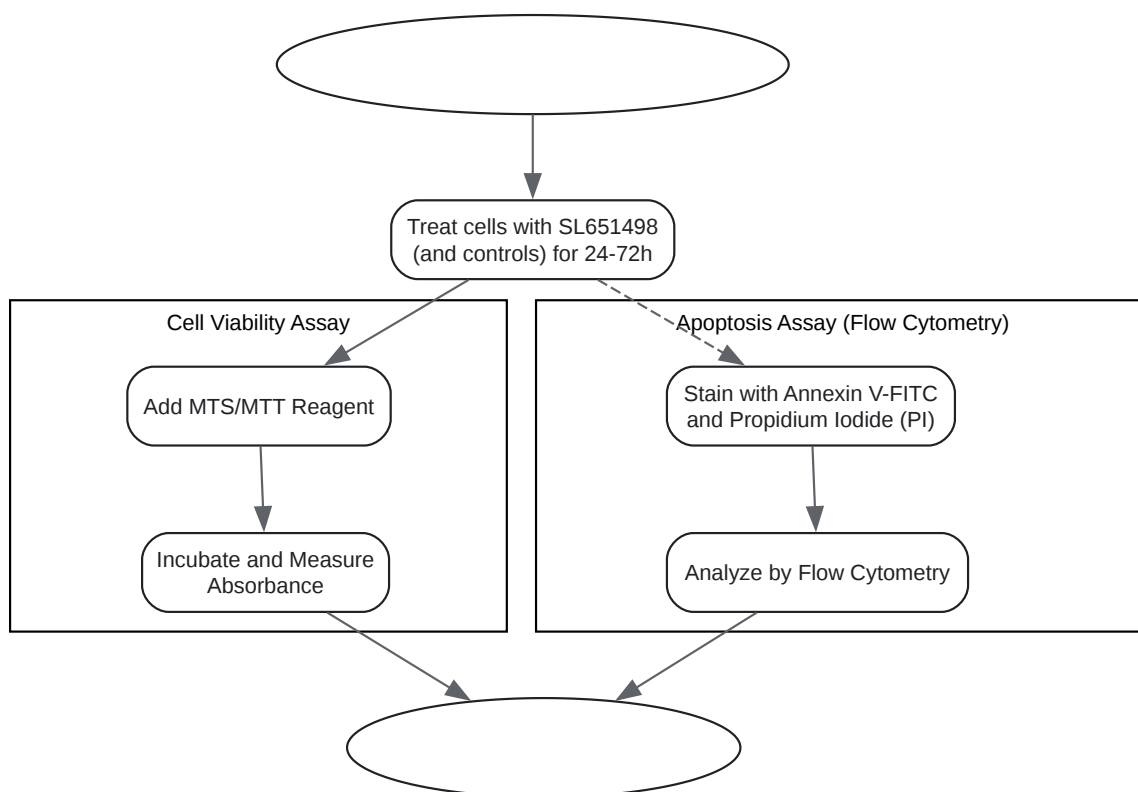 Treat cells with SL651498
(and controls) for 24-72h
Cell Viability Assay
Apoptosis Assay (Flow Cytometry)
Add MTS/MTT Reagent
Stain with Annexin V-FITC
and Propidium Iodide (PI)
Incubate and Measure
Absorbance
Analyze by Flow Cytometry